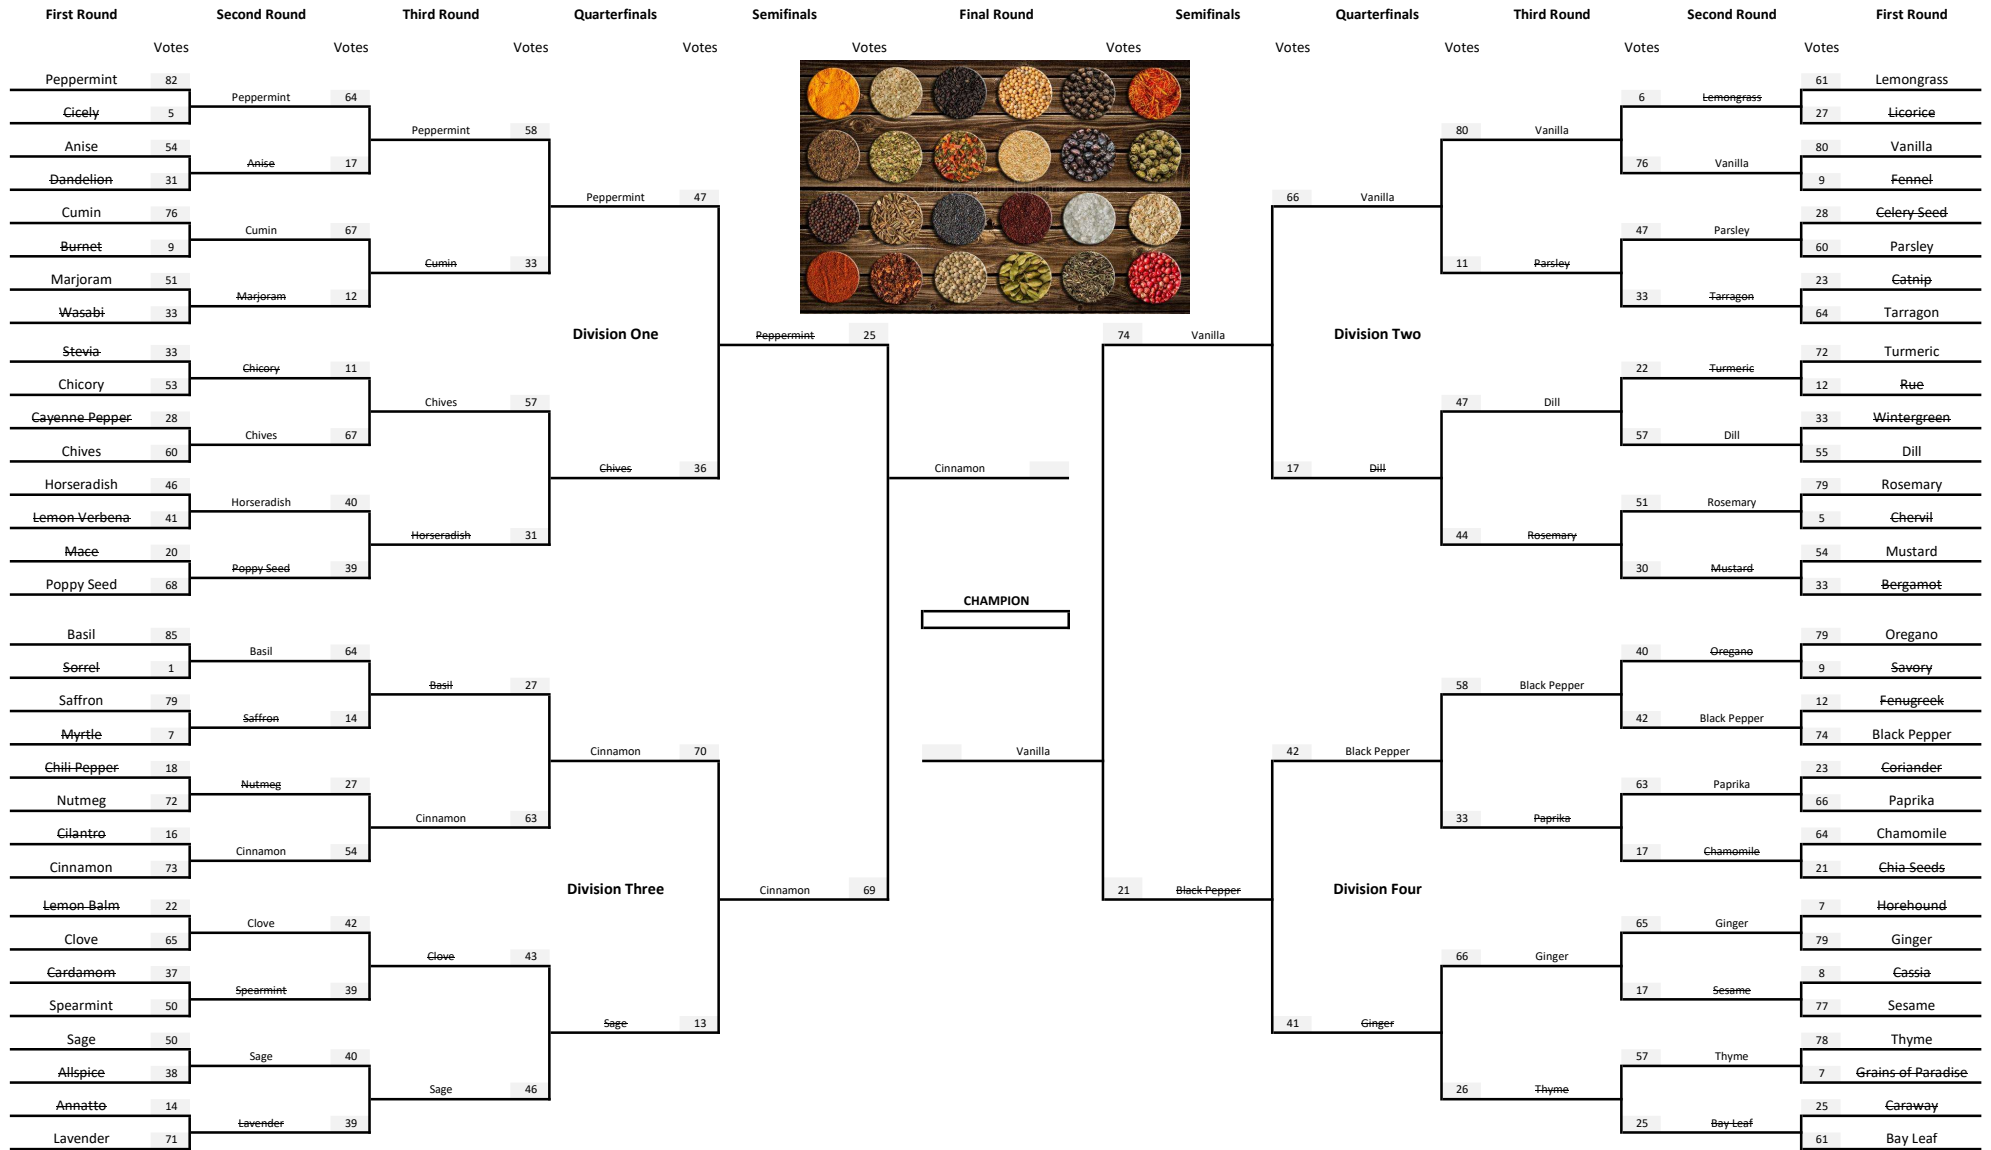 First Round Second Round Third Round Quarterfinals Semifinals Final Round Semifinals Quarterfinals Third Round Second Round First Round
Votes Votes Votes Votes Votes Votes Votes Votes Votes Votes
Peppermint 82 61 Lemongrass
Peppermint 64 6 Lemongrass
Cicely 5 27 Licorice
Peppermint 58 80 Vanilla
Anise 54 80 Vanilla
Anise 17 76 Vanilla
Dandelion 31 9 Fennel
Peppermint 47 66 Vanilla
Cumin 76 28 Celery Seed
Cumin 67 47 Parsley
Burnet 9 60 Parsley
Cumin 33 11 Parsley
Marjoram 51 23 Catnip
Marjoram 12 33 Tarragon
Wasabi 33 64 Tarragon
Division One Peppermint 25 74 Vanilla Division Two
Stevia 33 72 Turmeric
Chicory 11 22 Turmeric
Chicory 53 12 Rue
Chives 57 47 Dill
Cayenne Pepper 28 33 Wintergreen
Chives 67 57 Dill
Chives 60 55 Dill
Chives 36 Cinnamon 17 Dill
Horseradish 46 79 Rosemary
Horseradish 40 51 Rosemary
Lemon Verbena 41 5 Chervil
Horseradish 31 44 Rosemary
Mace 20 54 Mustard
Poppy Seed 39 30 Mustard
Poppy Seed 68 33 Bergamot
CHAMPION
Basil 85 79 Oregano
Basil 64 40 Oregano
Sorrel 1 9 Savory
Basil 27 58 Black Pepper
Saffron 79 12 Fenugreek
Saffron 14 42 Black Pepper
Myrtle 7 74 Black Pepper
Cinnamon 70 Vanilla 42 Black Pepper
Chili Pepper 18 23 Coriander
Nutmeg 27 63 Paprika
Nutmeg 72 66 Paprika
Cinnamon 63 33 Paprika
Cilantro 16 64 Chamomile
Cinnamon 54 17 Chamomile
Cinnamon 73 21 Chia Seeds
Division Three Cinnamon 69 21 Black Pepper Division Four
Lemon Balm 22 7 Horehound
Clove 42 65 Ginger
Clove 65 79 Ginger
Clove 43 66 Ginger
Cardamom 37 8 Cassia
Spearmint 39 17 Sesame
Spearmint 50 77 Sesame
Sage 13 41 Ginger
Sage 50 78 Thyme
Sage 40 57 Thyme
Allspice 38 7 Grains of Paradise
Sage 46 26 Thyme
Annatto 14 25 Caraway
Lavender 39 25 Bay Leaf
Lavender 71 61 Bay Leaf